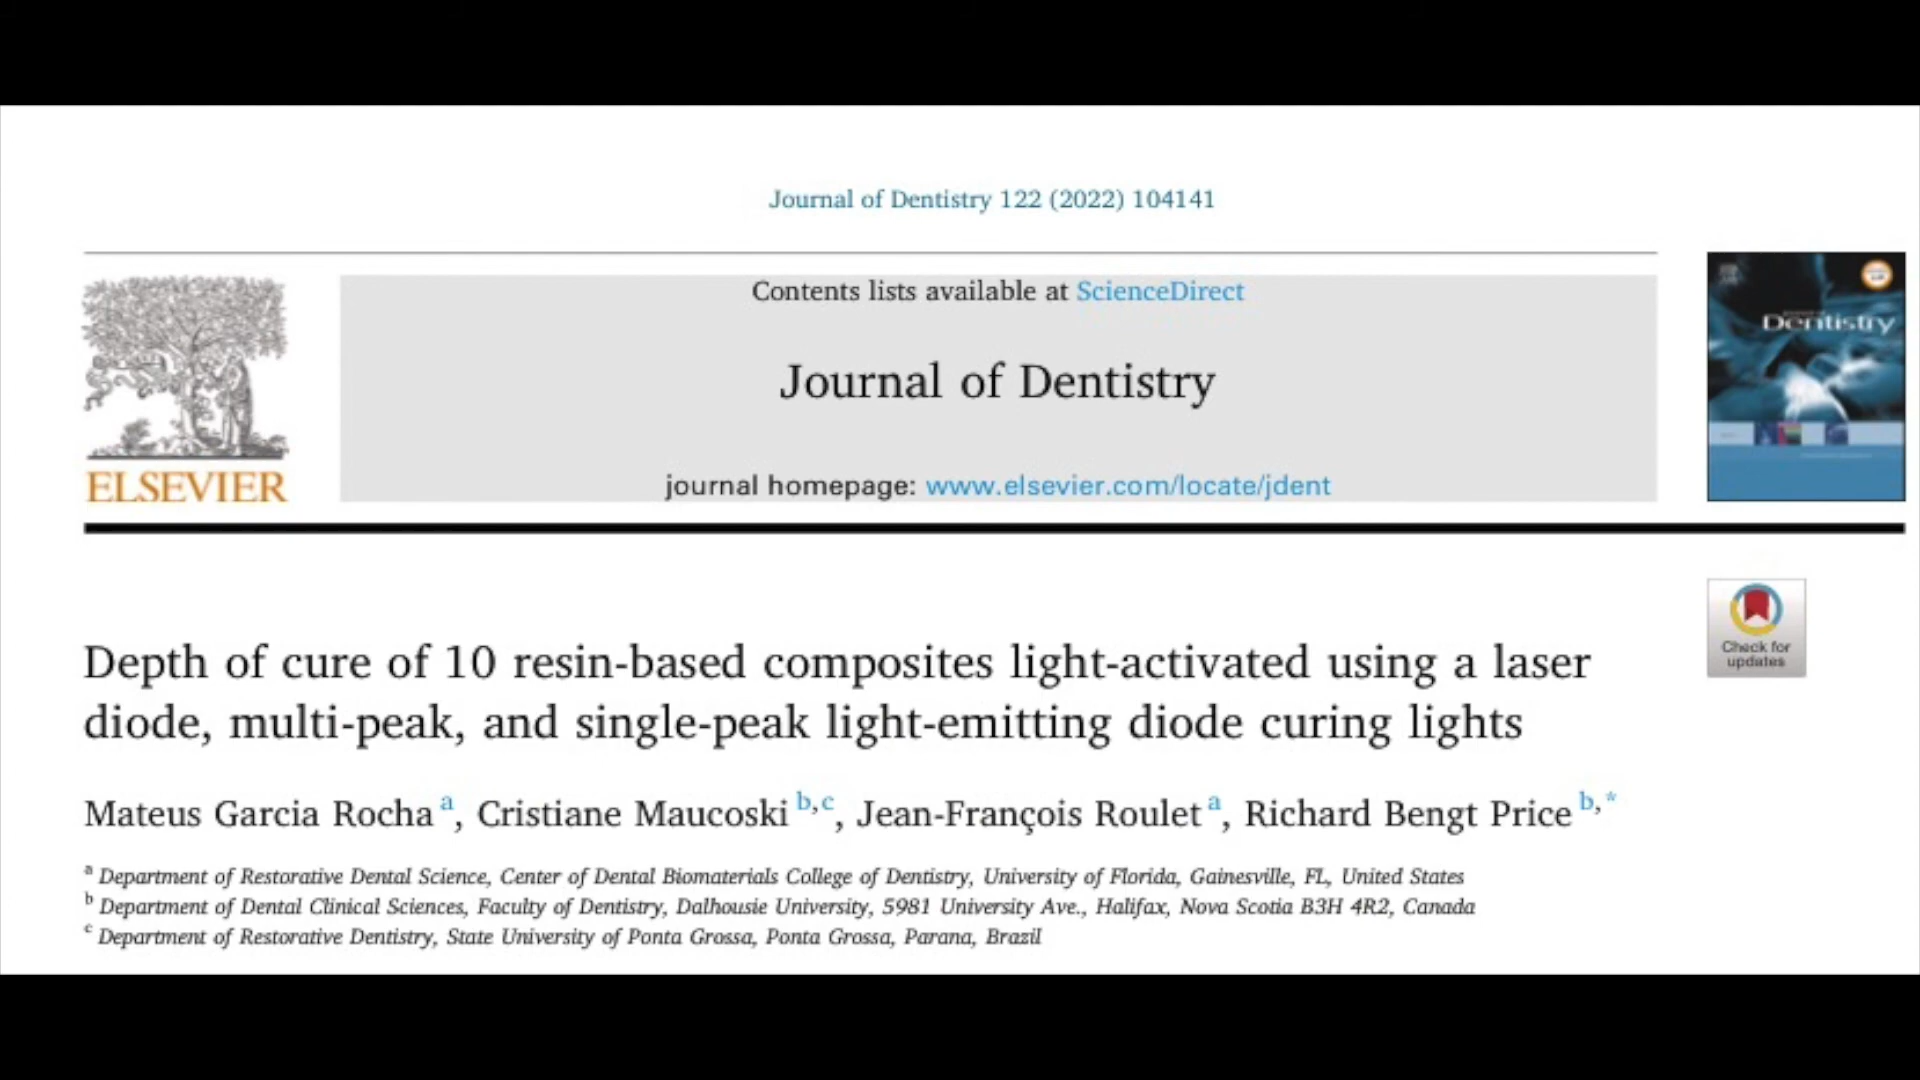 Journal of Dentistry 122 (2022) 104141
Contents lists available at ScienceDirect
Journal of Dentistry
journal homepage: www.elsevier.com/locate/jdent
ELSEVIER
Dentistry
Check for
updates
Depth of cure of 10 resin-based composites light-activated using a laser
diode, multi-peak, and single-peak light-emitting diode curing lights
Mateus Garcia Rocha a, Cristiane Maucoski b,c, Jean-François Roulet a, Richard Bengt Price b,*
a Department of Restorative Dental Science, Center of Dental Biomaterials College of Dentistry, University of Florida, Gainesville, FL, United States
b Department of Dental Clinical Sciences, Faculty of Dentistry, Dalhousie University, 5981 University Ave., Halifax, Nova Scotia B3H 4R2, Canada
c Department of Restorative Dentistry, State University of Ponta Grossa, Ponta Grossa, Parana, Brazil